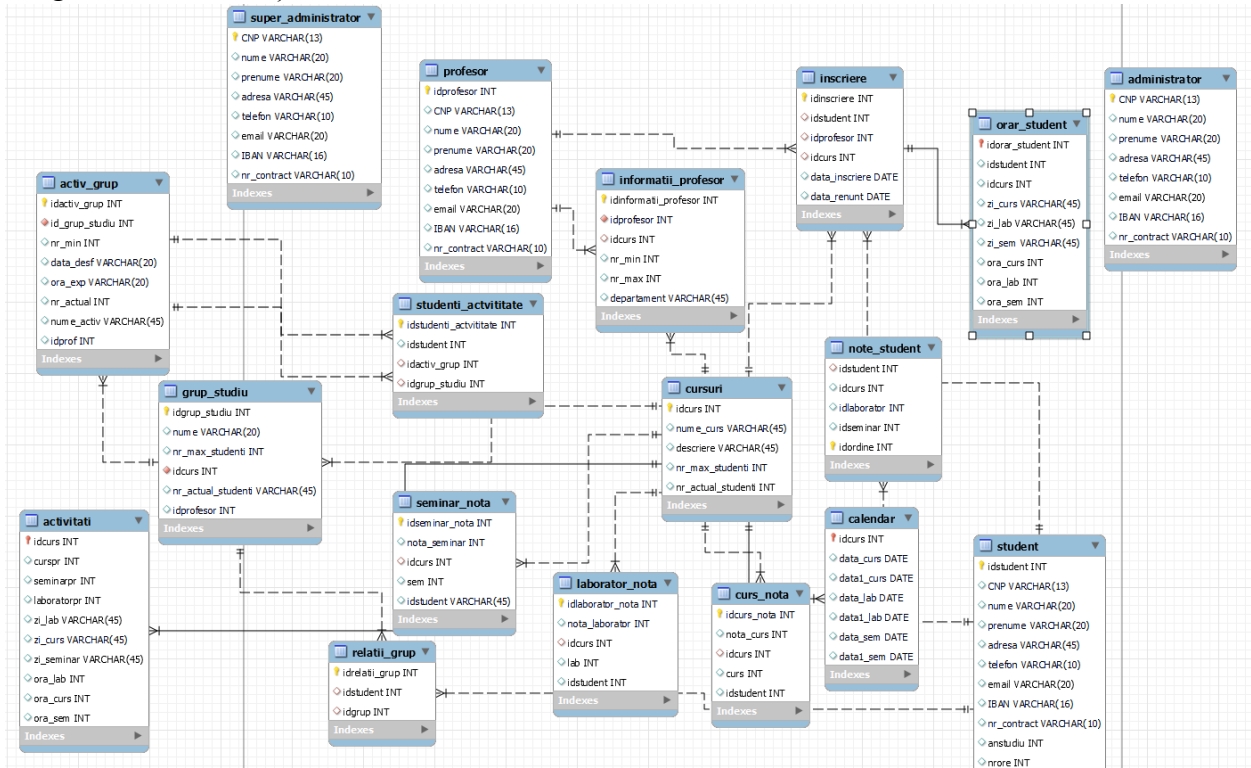 super_administrator
CNP VARCHAR(13)
nume VARCHAR(20)
prenume VARCHAR(20)
adresa VARCHAR(45)
telefon VARCHAR(10)
email VARCHAR(20)
IBAN VARCHAR(16)
nr_contract VARCHAR(10)
Indexes
profesor
idprofesor INT
CNP VARCHAR(13)
nume VARCHAR(20)
prenume VARCHAR(20)
adresa VARCHAR(45)
telefon VARCHAR(10)
email VARCHAR(20)
IBAN VARCHAR(16)
nr_contract VARCHAR(10)
Indexes
inscriere
idinscriere INT
idstudent INT
idprofesor INT
idcurs INT
data_inscriere DATE
data_renunt DATE
Indexes
administrator
CNP VARCHAR(13)
nume VARCHAR(20)
prenume VARCHAR(20)
adresa VARCHAR(45)
telefon VARCHAR(10)
email VARCHAR(20)
IBAN VARCHAR(16)
nr_contract VARCHAR(10)
Indexes
orar_student
idorar_student INT
idstudent INT
idcurs INT
zi_curs VARCHAR(45)
zi_lab VARCHAR(45)
zi_sem VARCHAR(45)
ora_curs INT
ora_lab INT
ora_sem INT
Indexes
activ_grup
idactiv_grup INT
id_grup_studiu INT
nr_min INT
data_desf VARCHAR(20)
ora_exp VARCHAR(20)
nr_actual INT
nume_activ VARCHAR(45)
idprof INT
Indexes
informatii_profesor
idinformatii_profesor INT
idprofesor INT
idcurs INT
nr_min INT
nr_max INT
departament VARCHAR(45)
Indexes
studenti_actvititate
idstudenti_actvititate INT
idstudent INT
idactiv_grup INT
idgrup_studiu INT
Indexes
note_student
idstudent INT
idcurs INT
idlaborator INT
idseminar INT
idordine INT
Indexes
grup_studiu
idgrup_studiu INT
nume VARCHAR(20)
nr_max_studenti INT
idcurs INT
nr_actual_studenti VARCHAR(45)
idprofesor INT
Indexes
cursuri
idcurs INT
nume_curs VARCHAR(45)
descriere VARCHAR(45)
nr_max_studenti INT
nr_actual_studenti INT
Indexes
seminar_nota
idseminar_nota INT
nota_seminar INT
idcurs INT
sem INT
idstudent VARCHAR(45)
Indexes
activitati
idcurs INT
curspr INT
seminarpr INT
laboratorpr INT
zi_lab VARCHAR(45)
zi_curs VARCHAR(45)
zi_seminar VARCHAR(45)
ora_lab INT
ora_curs INT
ora_sem INT
Indexes
calendar
idcurs INT
data_curs DATE
data1_curs DATE
data_lab DATE
data1_lab DATE
data_sem DATE
data1_sem DATE
Indexes
student
idstudent INT
CNP VARCHAR(13)
nume VARCHAR(20)
prenume VARCHAR(20)
adresa VARCHAR(45)
telefon VARCHAR(10)
email VARCHAR(20)
IBAN VARCHAR(16)
nr_contract VARCHAR(10)
anstudiu INT
nrore INT
laborator_nota
idlaborator_nota INT
nota_laborator INT
idcurs INT
lab INT
idstudent INT
Indexes
curs_nota
idcurs_nota INT
nota_curs INT
idcurs INT
curs INT
idstudent INT
Indexes
relatii_grup
idrelatii_grup INT
idstudent INT
idgrup INT
Indexes